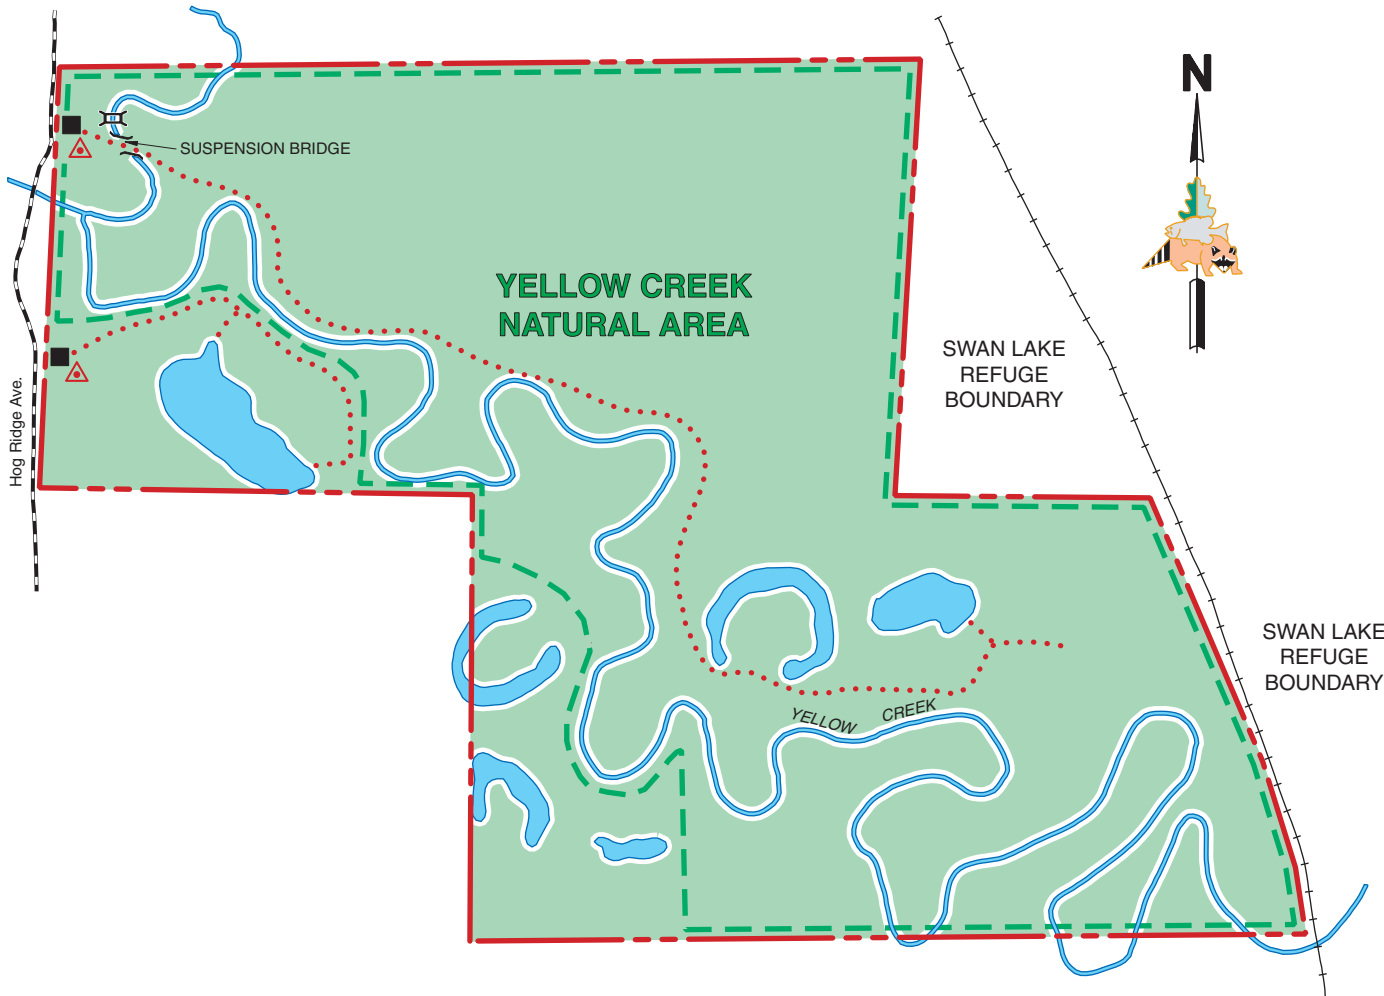 N
SUSPENSION BRIDGE
YELLOW CREEK
NATURAL AREA
SWAN LAKE
REFUGE
BOUNDARY
Hog Ridge Ave.
SWAN LAKE
REFUGE
BOUNDARY
YELLOW CREEK